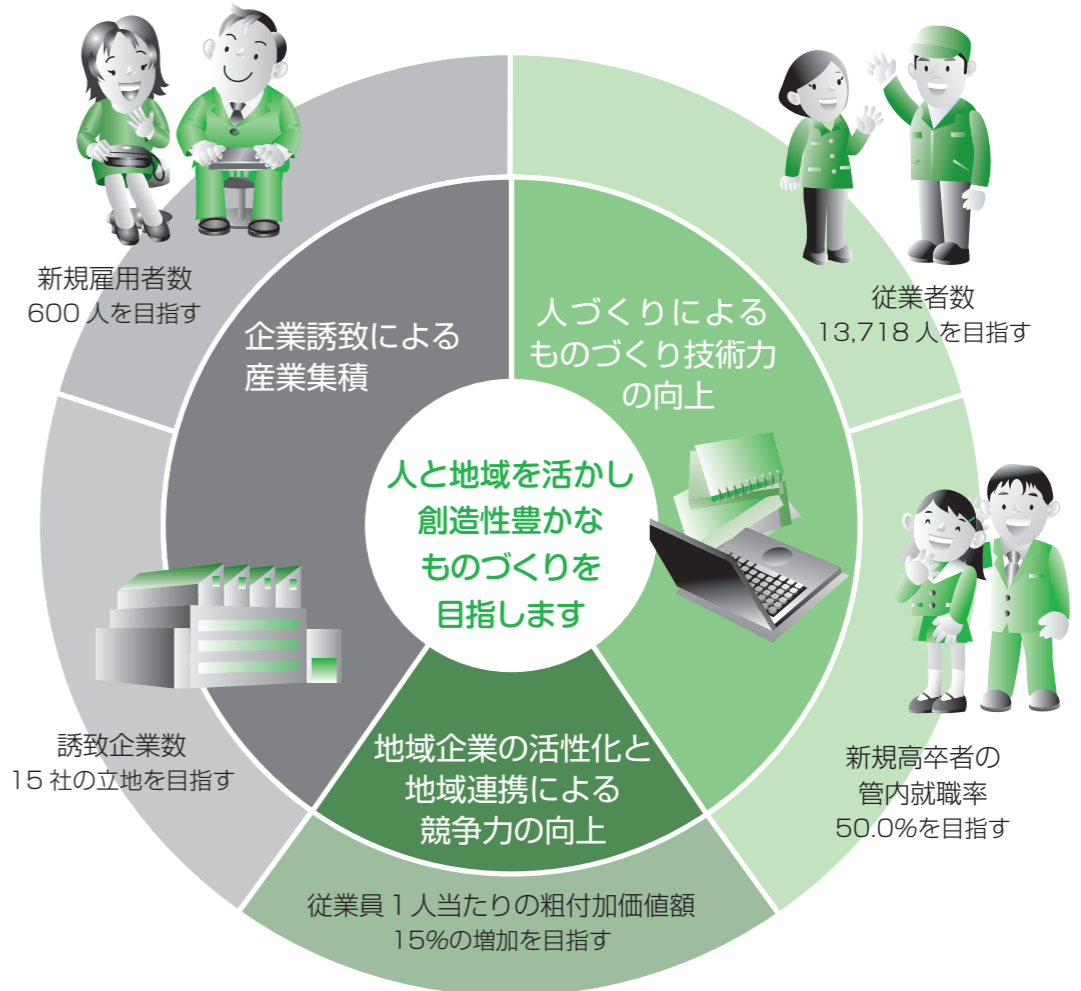 新規雇用者数
600 人を目指す
従業者数
13,718 人を目指す
企業誘致による
産業集積
人づくりによる
ものづくり技術力
の向上
人と地域を活かし
創造性豊かな
ものづくりを
目指します
誘致企業数
15 社の立地を目指す
地域企業の活性化と
地域連携による
競争力の向上
新規高卒者の
管内就職率
50.0%を目指す
従業員 1 人当たりの粗付加価値額
15%の増加を目指す